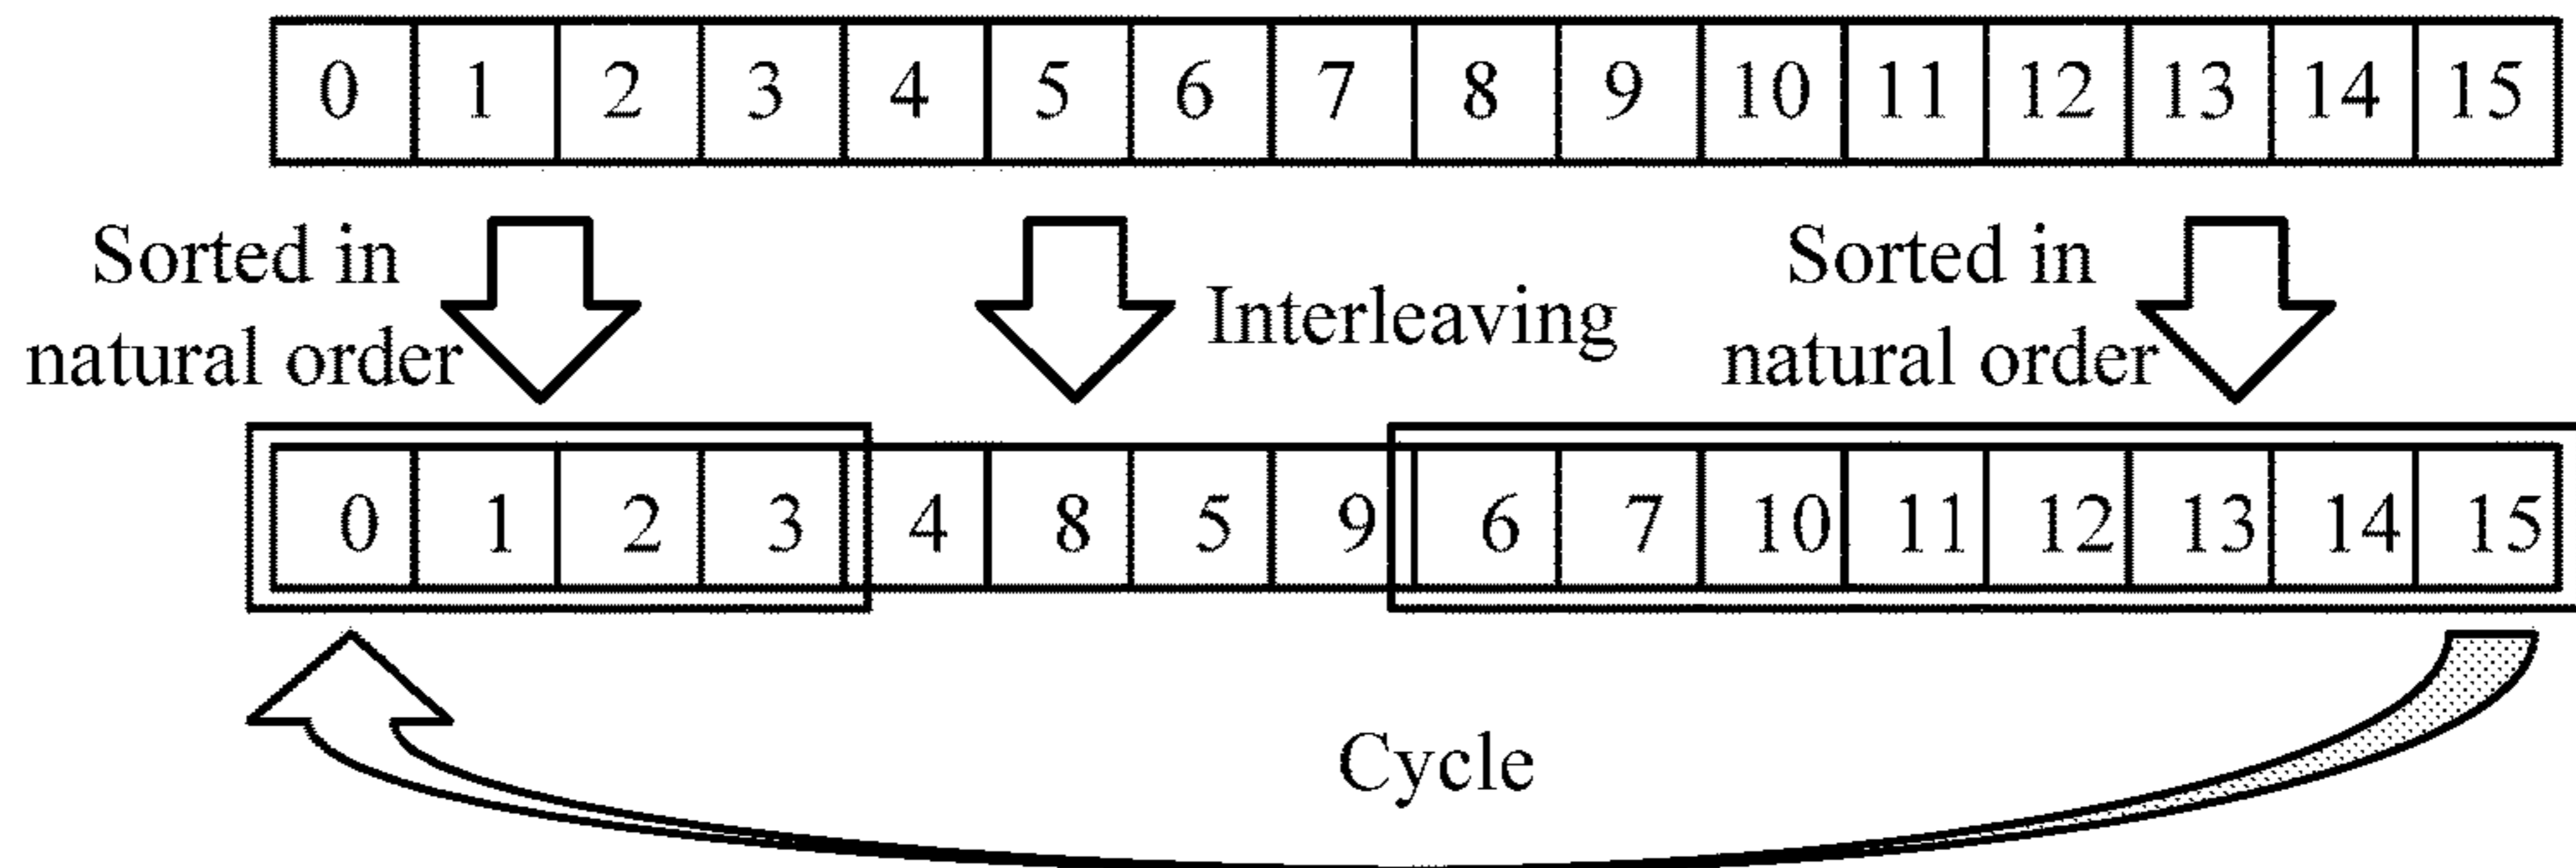 0 1 2 3 4 5 6 7 8 9 10 11 12 13 14 15
Sorted in
natural order
Interleaving
Sorted in
natural order
0 1 2 3 4 8 5 9 6 7 10 11 12 13 14 15
Cycle